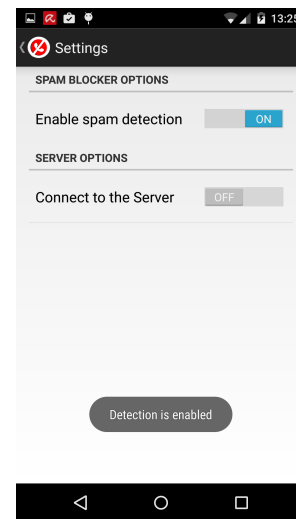 13:25
Settings
SPAM BLOCKER OPTIONS
Enable spam detection ON
SERVER OPTIONS
Connect to the Server OFF
Detection is enabled